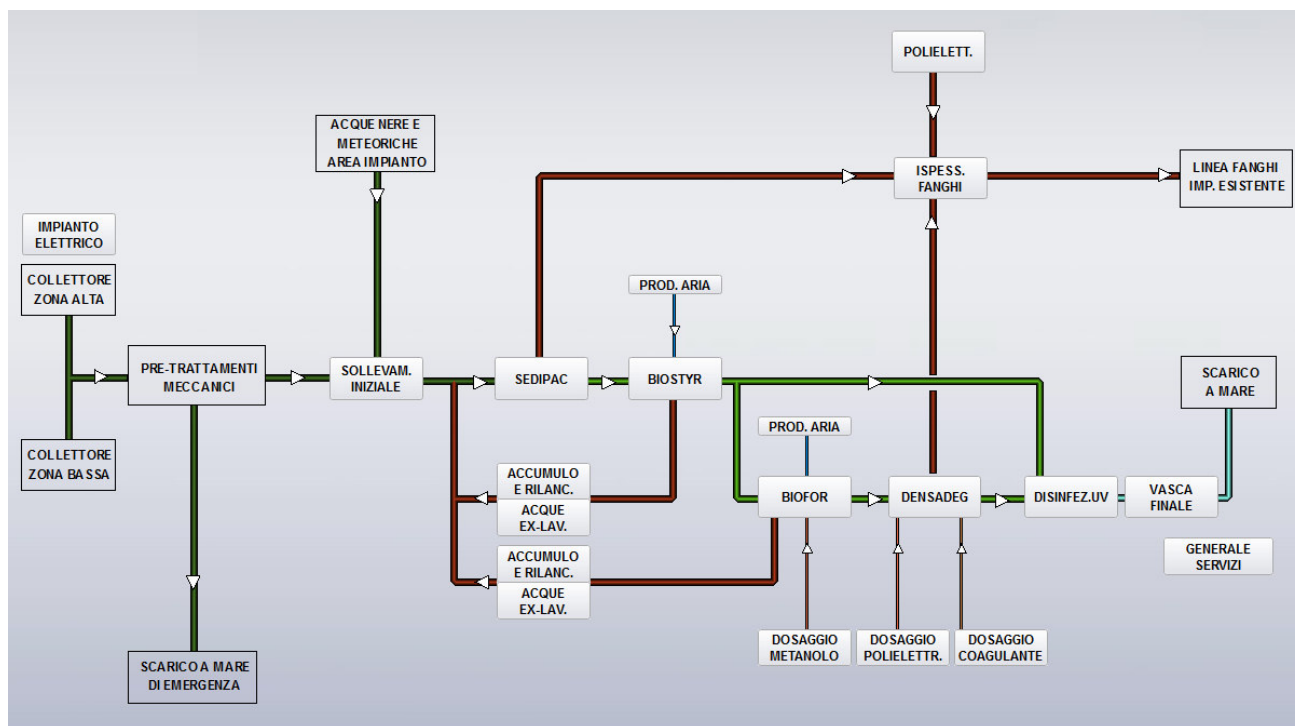 POLIELETT.
ACQUE NERE E
METEORICHE
AREA IMPIANTO
ISPESS.
FANGHI
LINEA FANGHI
IMP. ESISTENTE
IMPIANTO
ELETTRICO
COLLETTORE
ZONA ALTA
PROD. ARIA
PRE-TRATTAMENTI
MECCANICI
SOLLEVAM.
INIZIALE
SEDIPAC
BIOSTYR
SCARICO
A MARE
PROD. ARIA
COLLETTORE
ZONA BASSA
ACCUMULO
E RILANC.
ACQUE
EX-LAV.
BIOFOR
DENSADEG
DISINFEZ.UV
VASCA
FINALE
ACCUMULO
E RILANC.
ACQUE
EX-LAV.
GENERALE
SERVIZI
SCARICO A MARE
DI EMERGENZA
DOSAGGIO
METANOLO
DOSAGGIO
POLIELETTR.
DOSAGGIO
COAGULANTE